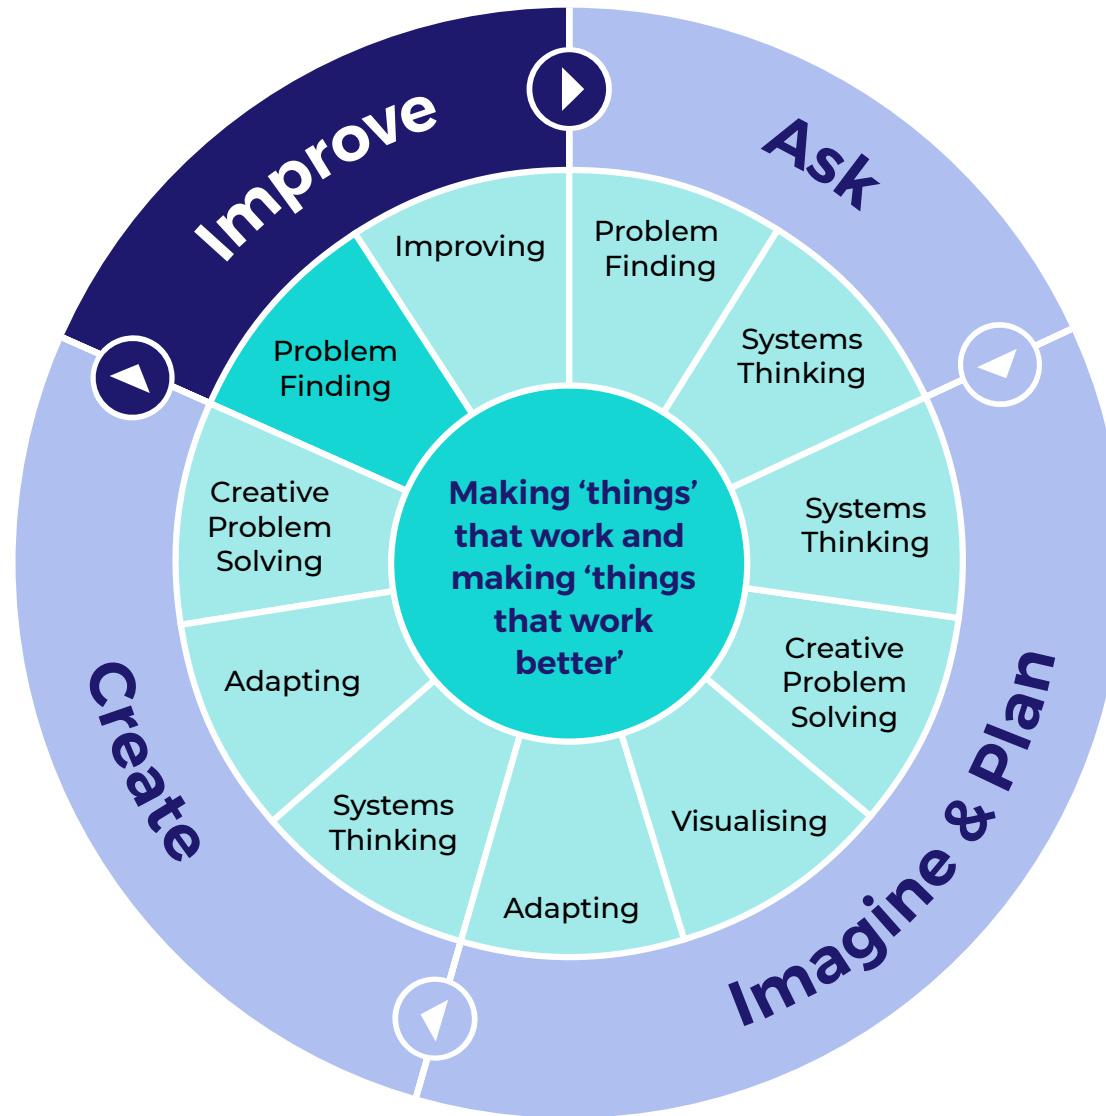 Improve
Ask
Imagine & Plan
Create
Improving
Problem
Finding
Systems
Thinking
Systems
Thinking
Creative
Problem
Solving
Visualising
Adapting
Systems
Thinking
Adapting
Creative
Problem
Solving
Problem
Finding
Making ‘things’
that work and
making ‘things
that work
better’